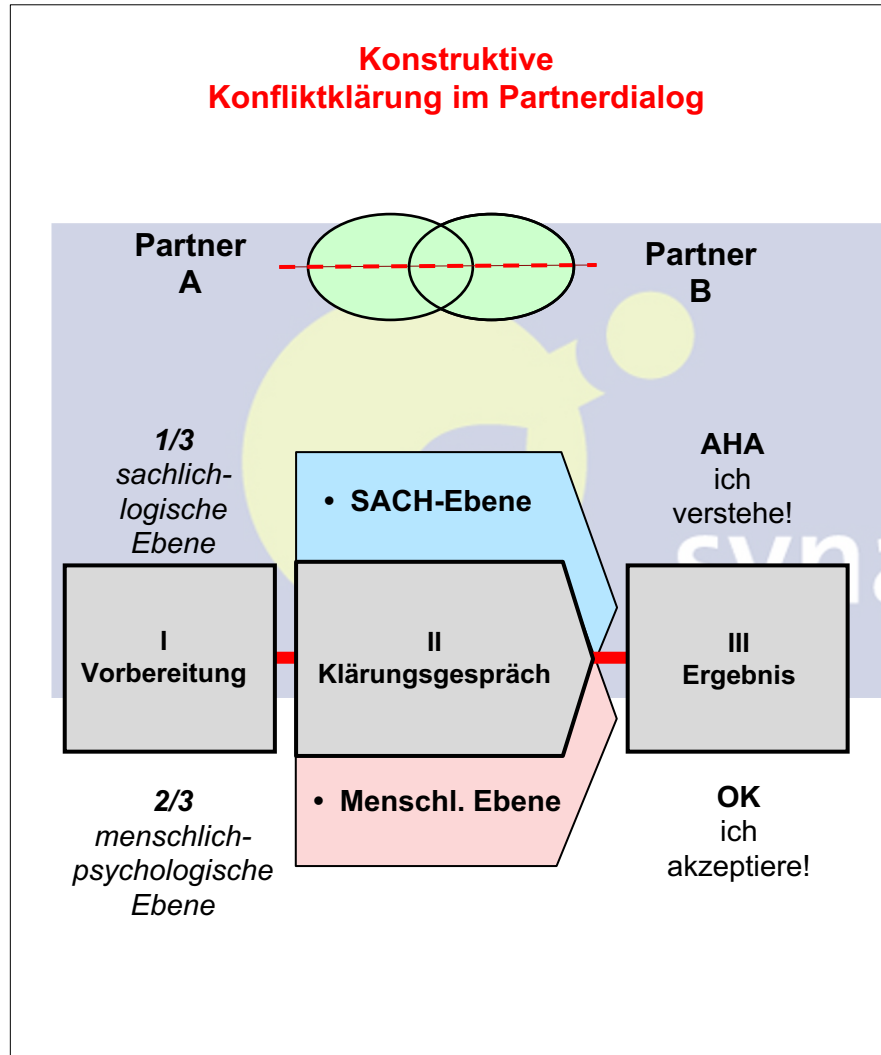 Konstruktive
Konfliktklärung im Partnerdialog
Partner
A
Partner
B
1/3
sachlich-
logische
Ebene
• SACH-Ebene
AHA
ich
verstehe!
syna
I
Vorbereitung
II
Klärungsgespräch
III
Ergebnis
2/3
menschlich-
psychologische
Ebene
• Menschl. Ebene
OK
ich
akzeptiere!